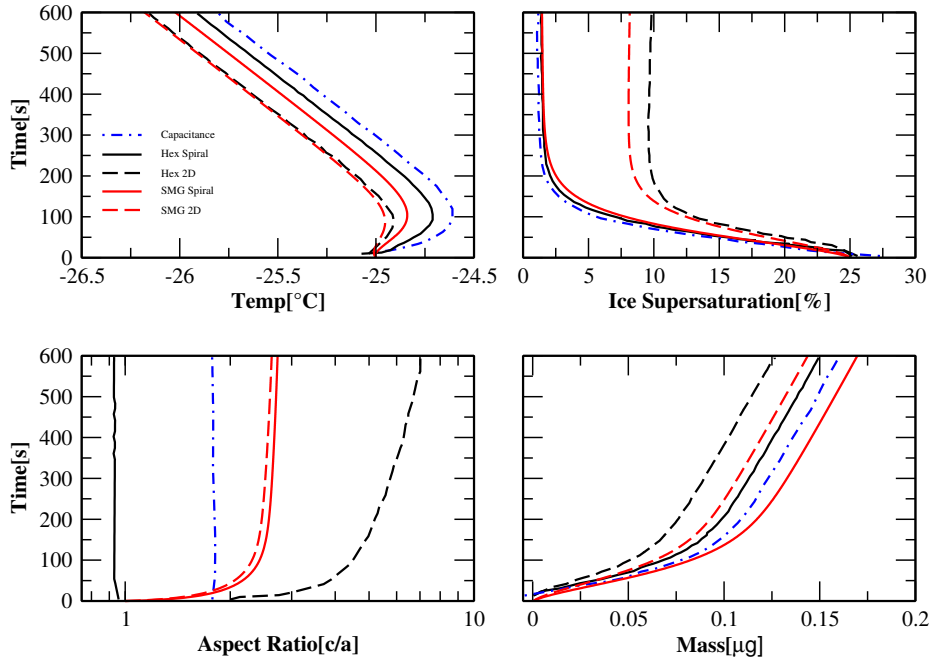 600
500
400
300
200
100
0
Time[s]
Capacitance
Hex Spiral
Hex 2D
SMG Spiral
SMG 2D
-26.5 -26 -25.5 -25 -24.5
Temp[°C]
0 5 10 15 20 25 30
Ice Supersaturation[%]
600
500
400
300
200
100
0
Time[s]
1 10
Aspect Ratio[c/a]
0 0.05 0.1 0.15 0.2
Mass[μg]